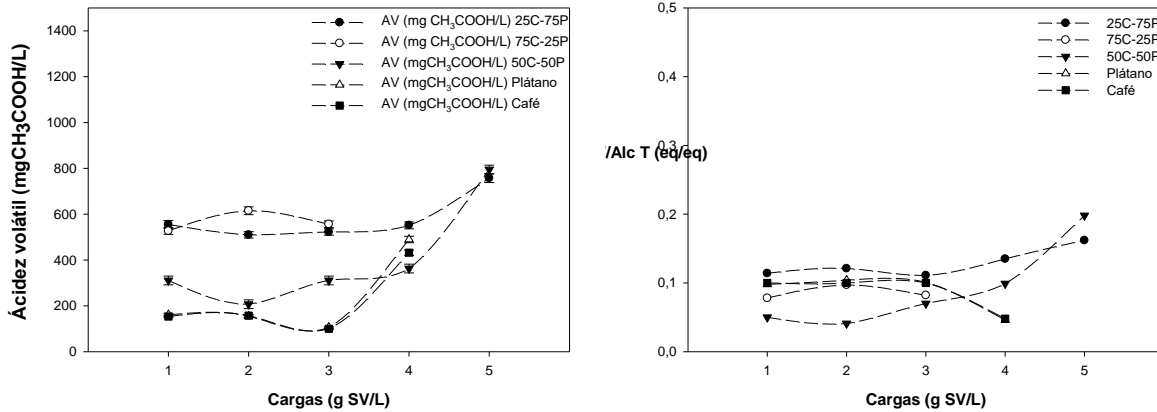 Ácidez volátil (mgCH3COOH/L)
1400
1200
1000
800
600
400
200
0
AV (mg CH3COOH/L) 25C-75P
AV (mg CH3COOH/L) 75C-25P
AV (mgCH3COOH/L) 50C-50P
AV (mgCH3COOH/L) Plátano
AV (mgCH3COOH/L) Café
1 2 3 4 5
Cargas (g SV/L)
/Alc T (eq/eq)
0,5
0,4
0,3
0,2
0,1
0,0
25C-75P
75C-25P
50C-50P
Plátano
Café
1 2 3 4 5
Cargas (g SV/L)